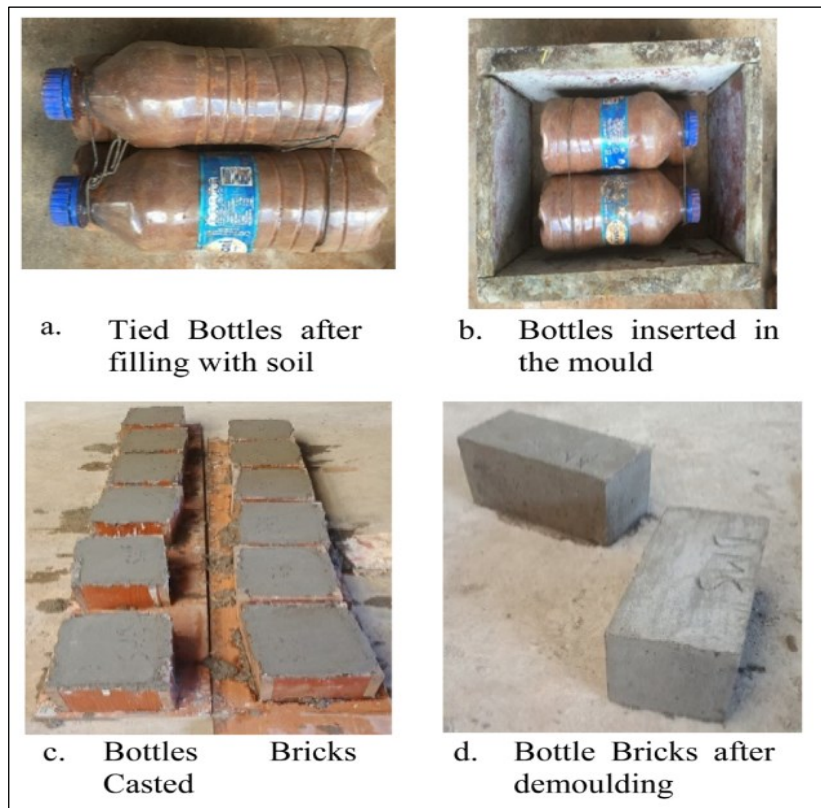 a. Tied Bottles after
filling with soil
b. Bottles inserted in
the mould
c. Bottles Bricks
Casted
d. Bottle Bricks after
demoulding